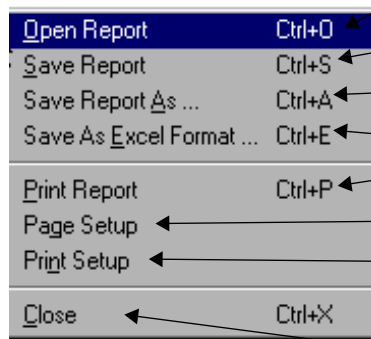 Open Report Ctrl+O
Save Report Ctrl+S
Save Report As ... Ctrl+A
Save As Excel Format ... Ctrl+E
Print Report Ctrl+P
Page Setup
Print Setup
Close Ctrl+X